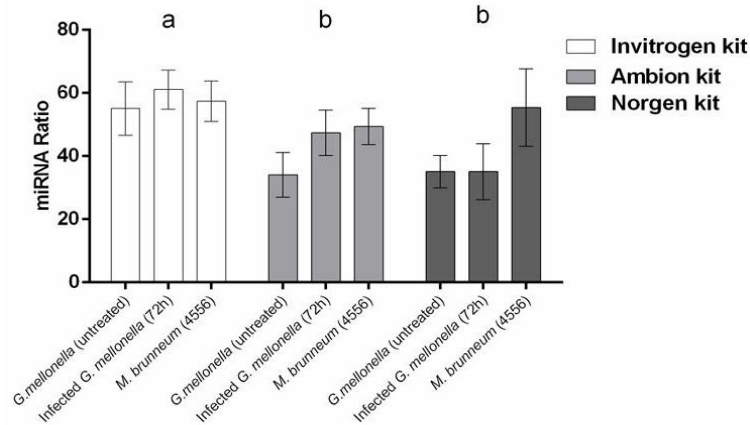 a b b
80
60
40
20
0
miRNA Ratio
Invitrogen kit
Ambion kit
Norgen kit
G.mellonella (untreated)
Infected G. mellonella (72h)
M. brunneum (4556)
G.mellonella (untreated)
Infected G. mellonella (72h)
M. brunneum (4556)
G.mellonella (untreated)
Infected G. mellonella (72h)
M. brunneum (4556)